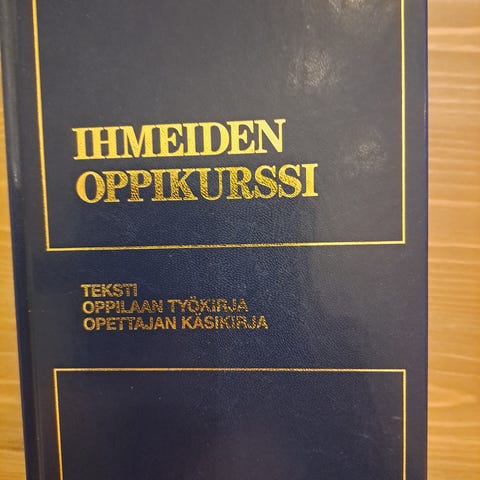 IHMEIDEN
OPPIKURSSI
TEKSTI
OPPILAAN TYÖKIRJA
OPETTAJAN KÄSIKIRJA